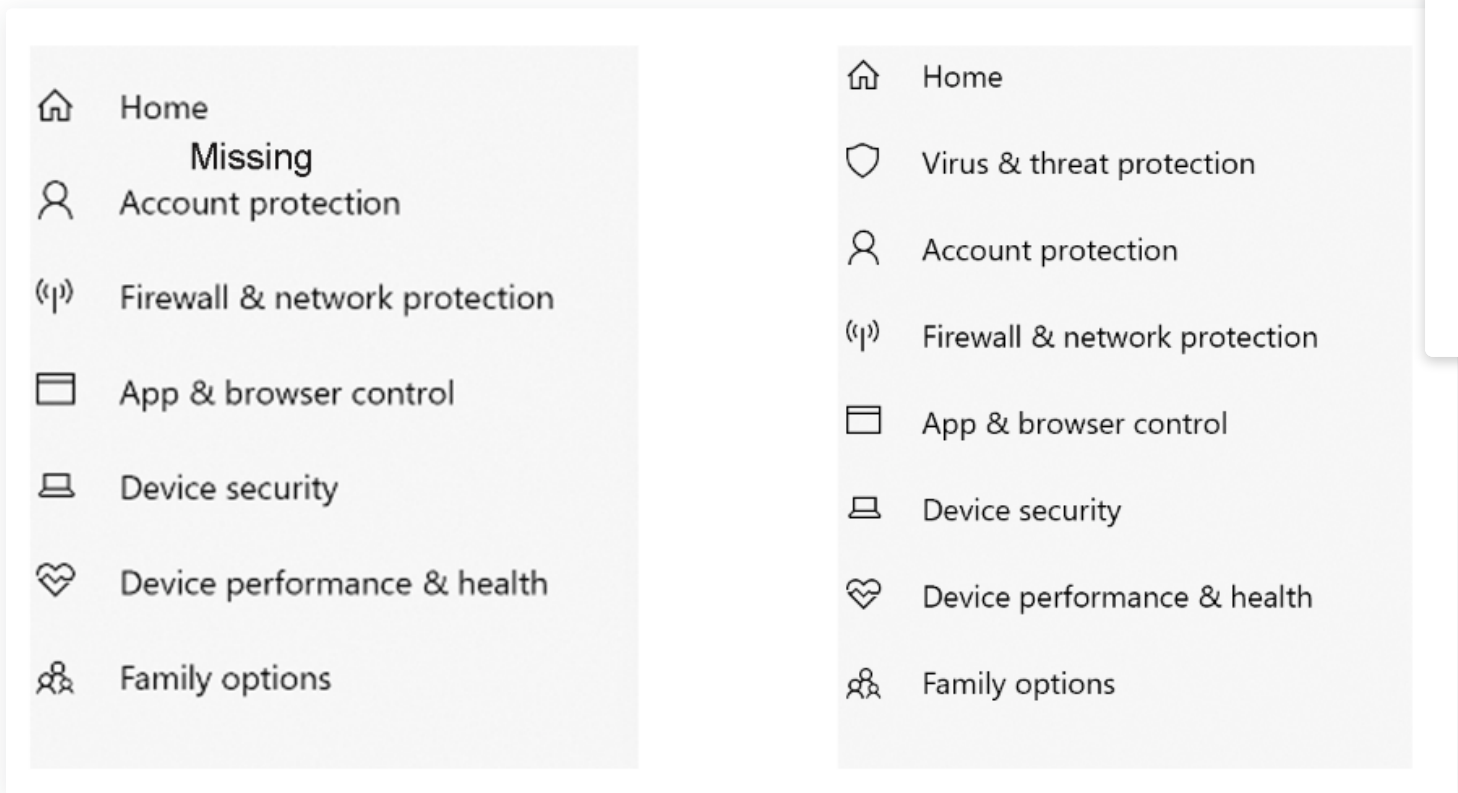 Home
Missing
Account protection
Firewall & network protection
App & browser control
Device security
Device performance & health
Family options
Home
Virus & threat protection
Account protection
Firewall & network protection
App & browser control
Device security
Device performance & health
Family options